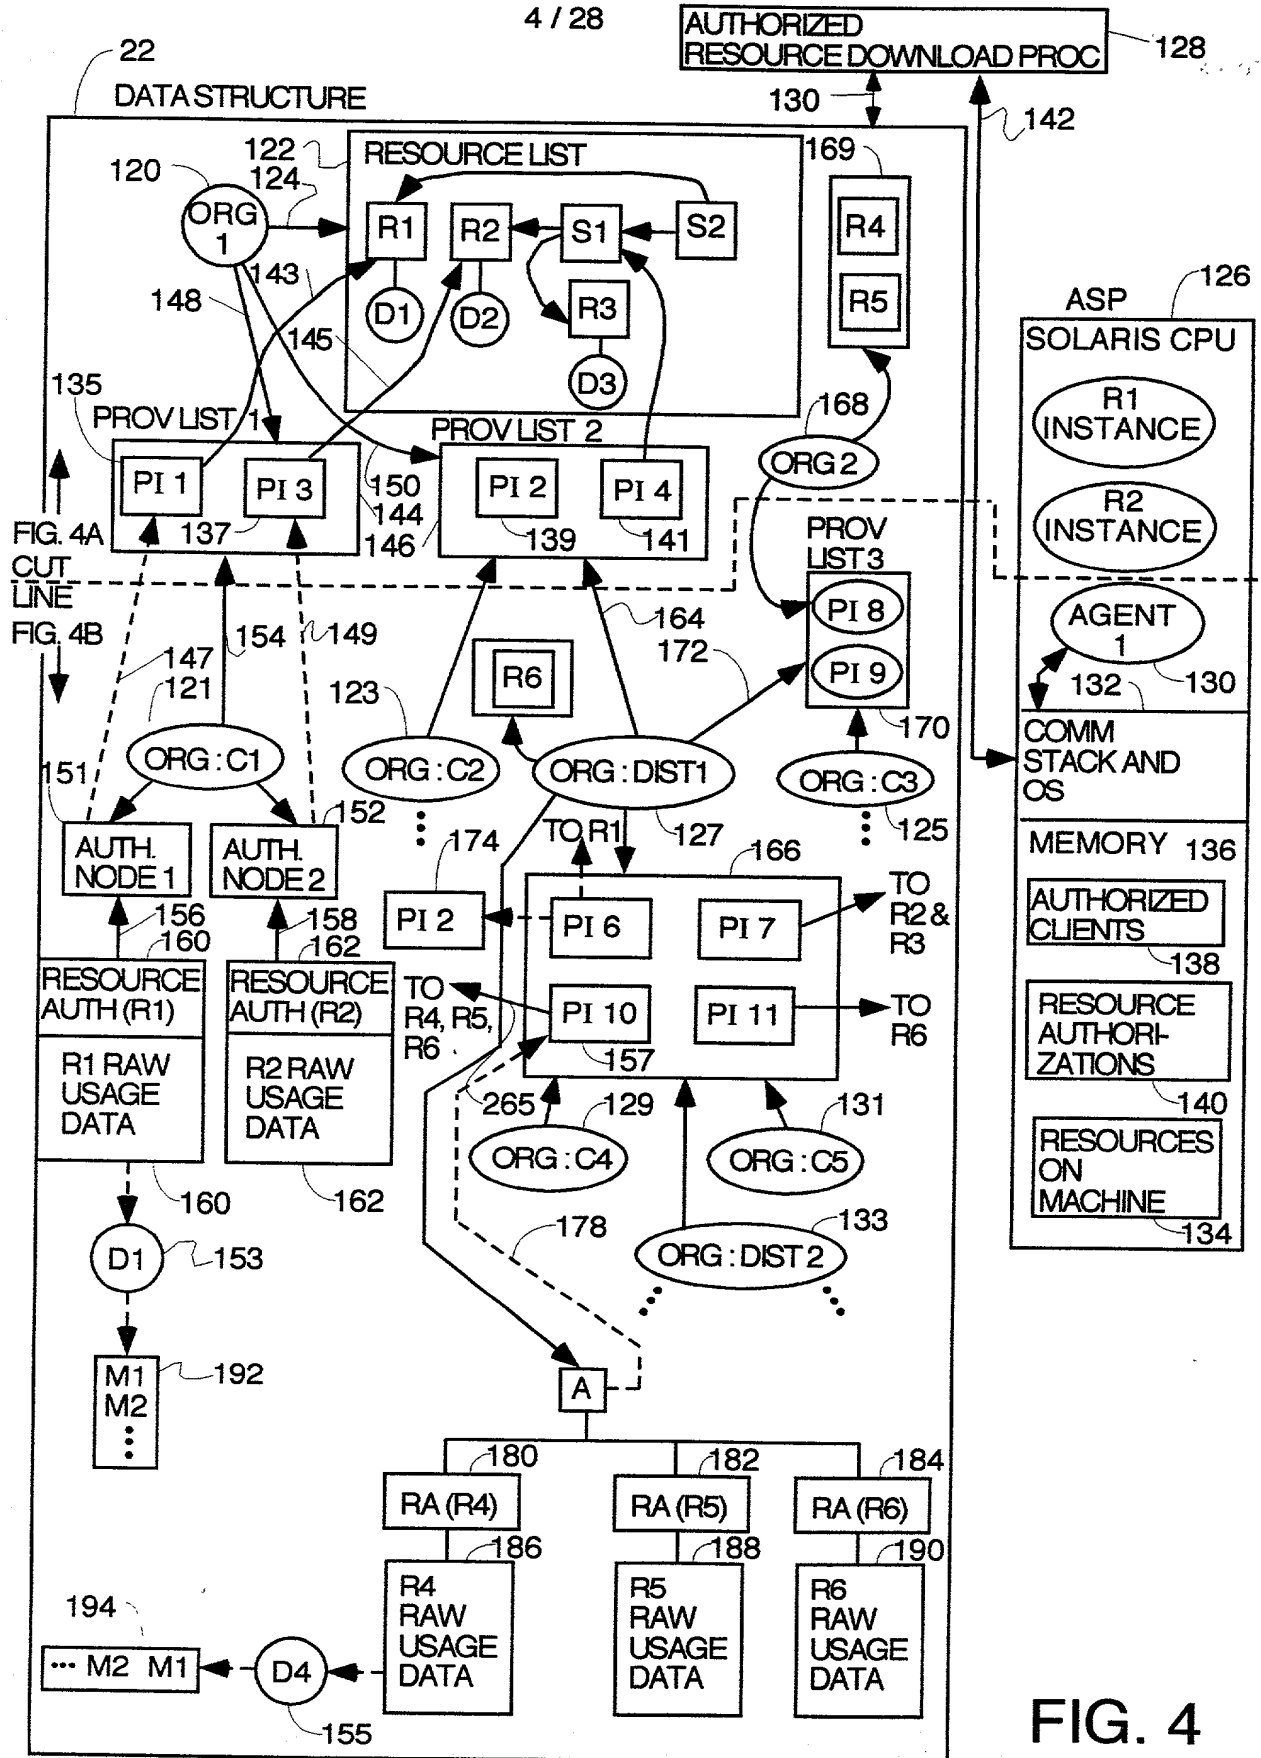 4 / 28
AUTHORIZED
RESOURCE DOWNLOAD PROC
128
22
DATA STRUCTURE
130
142
122
RESOURCE LIST
169
120
124
ORG
1
R1
R2
S1
S2
R4
143
148
D1
D2
R3
R5
126
ASP
145
SOLARIS CPU
D3
135
PROV LIST 1
PROV LIST 2
168
R1
INSTANCE
ORG 2
PI 1
PI 3
150
PI 2
PI 4
144
137
146
139
141
R2
INSTANCE
FIG. 4A
CUT
LINE
FIG. 4B
PROV
LIST 3
PI 8
164
AGENT
1
149
154
147
172
R6
PI 9
121
123
132
130
170
COMM
STACK AND
OS
ORG : C1
ORG : C2
ORG : DIST1
ORG : C3
151
152
127
125
TO R1
AUTH.
NODE 1
AUTH.
NODE 2
174
166
MEMORY 136
TO
R2 &
R3
AUTHORIZED
CLIENTS
138
156
158
PI 2
PI 6
PI 7
160
162
RESOURCE
AUTH (R1)
RESOURCE
AUTH (R2)
TO
R4, R5,
R6
PI 10
PI 11
TO
R6
RESOURCE
AUTHORI-
ZATIONS
140
157
R1 RAW
USAGE
DATA
R2 RAW
USAGE
DATA
265
129
131
ORG : C4
ORG : C5
RESOURCES
ON
MACHINE
134
160
162
178
133
D1
153
ORG : DIST 2
M1
M2
192
A
180
182
184
RA (R4)
RA (R5)
RA (R6)
186
188
190
R4
RAW
USAGE
DATA
R5
RAW
USAGE
DATA
R6
RAW
USAGE
DATA
194
··· M2 M1
D4
155
FIG. 4